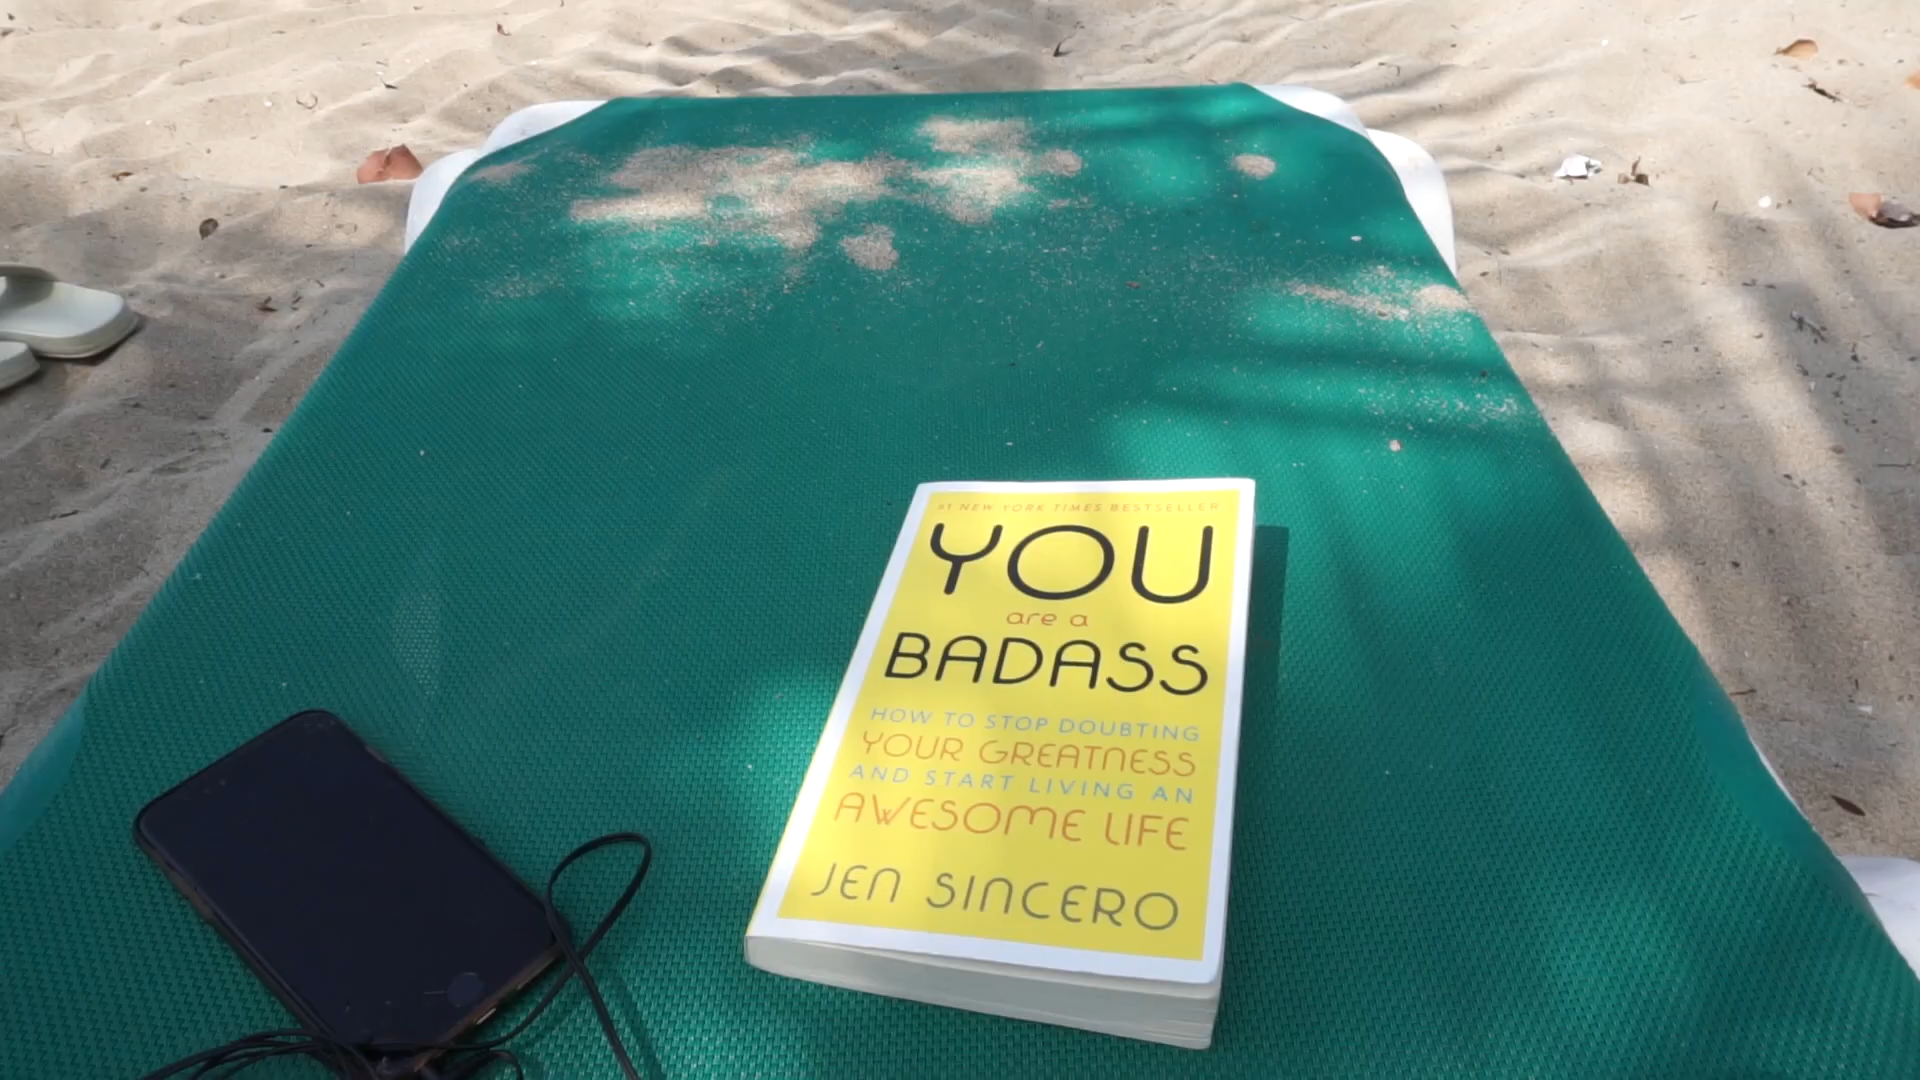 #1 NEW YORK TIMES BESTSELLER
YOU
are a
BADASS
HOW TO STOP DOUBTING
YOUR GREATNESS
AND START LIVING AN
AWESOME LIFE
JEN SINCERO